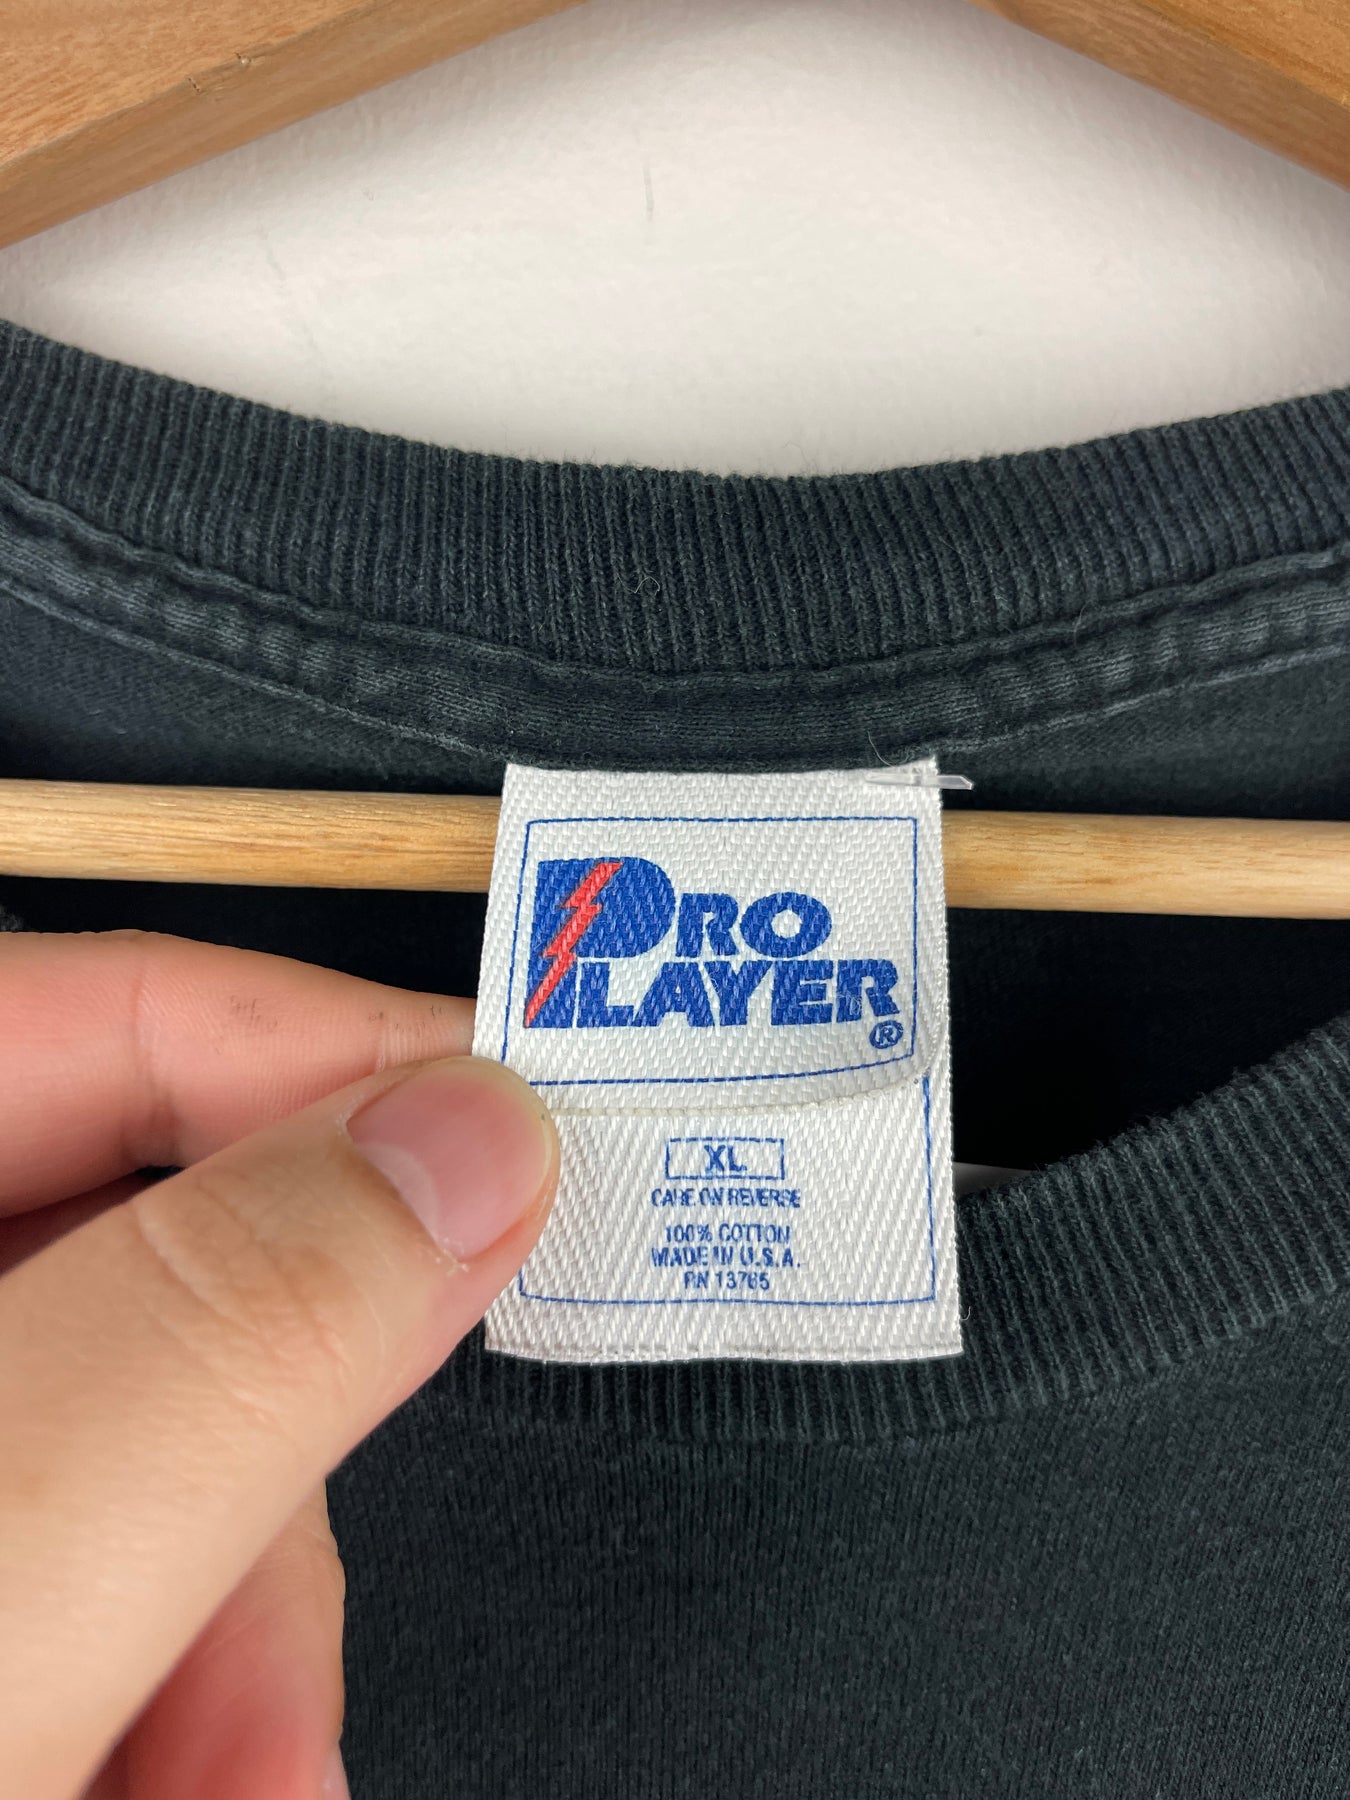 PRO
PLAYER
®
XL
CARE ON REVERSE
100% COTTON
MADE IN U.S.A.
RN 13765